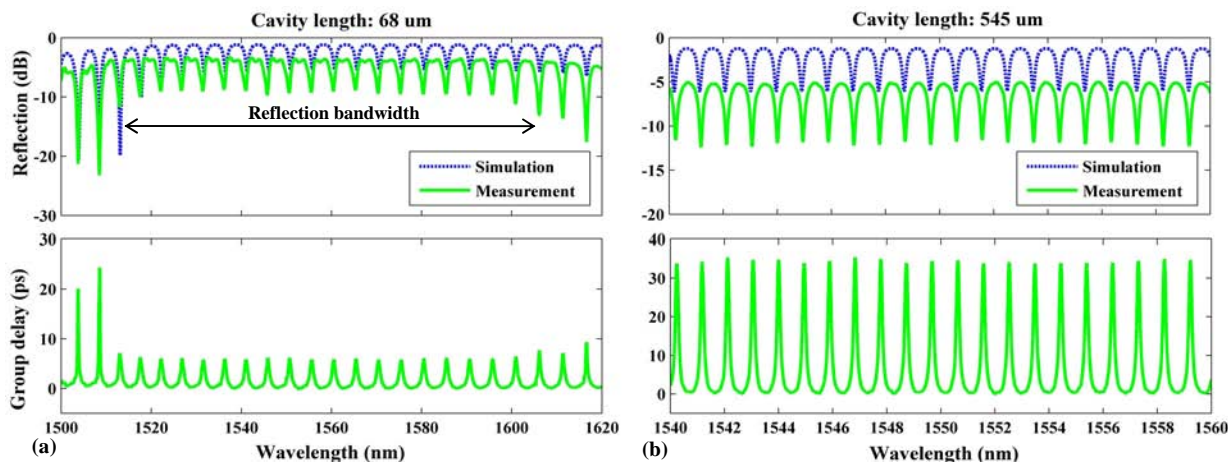 Cavity length: 68 um
0
-10
-20
-30
Reflection (dB)
Reflection bandwidth
Simulation
Measurement
30
20
10
0
Group delay (ps)
1500 1520 1540 1560 1580 1600 1620
(a)
Wavelength (nm)
Cavity length: 545 um
0
-5
-10
-15
-20
Simulation
Measurement
40
30
20
10
0
-5
1540 1542 1544 1546 1548 1550 1552 1554 1556 1558 1560
(b)
Wavelength (nm)